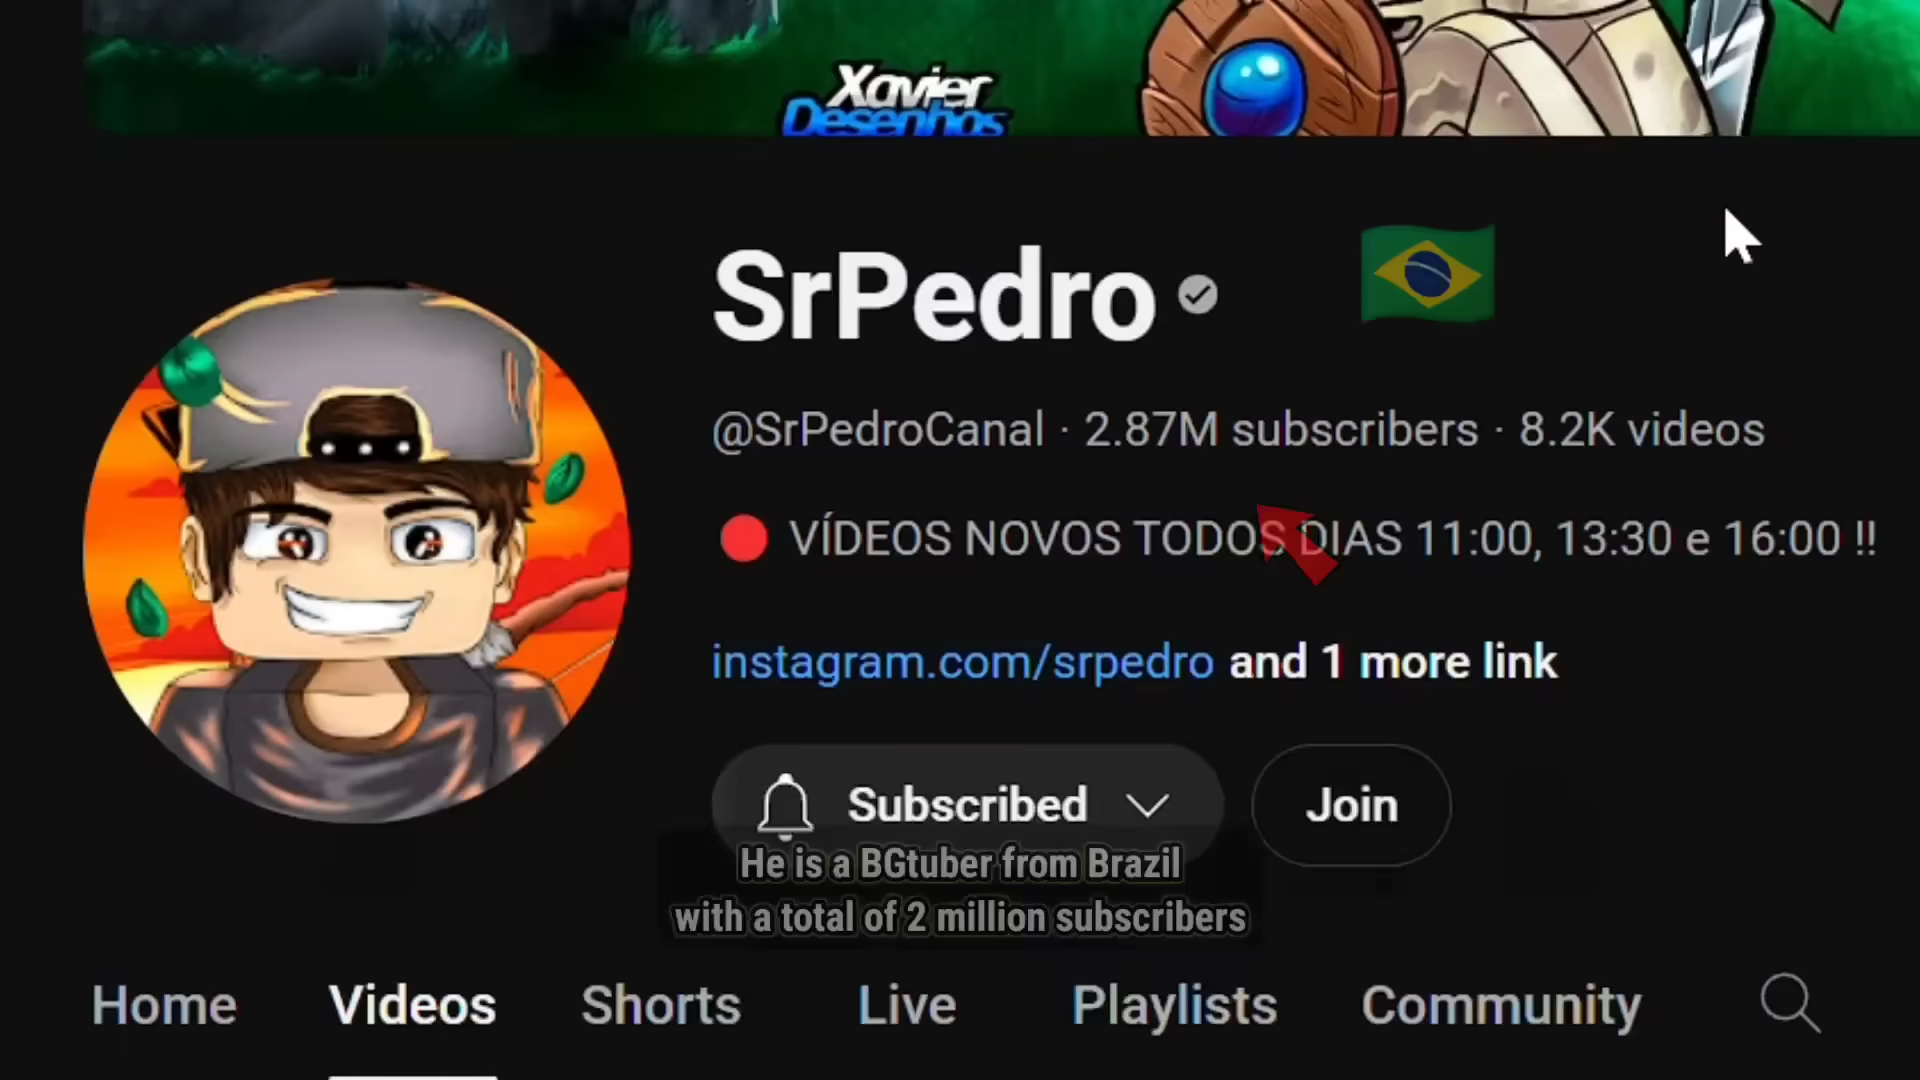 Xavier
Desenhos
SrPedro
@SrPedroCanal · 2.87M subscribers · 8.2K videos
VÍDEOS NOVOS TODOS DIAS 11:00, 13:30 e 16:00 !!
instagram.com/srpedro and 1 more link
Subscribed
Join
He is a BGtuber from Brazil
with a total of 2 million subscribers
Home Videos Shorts Live Playlists Community